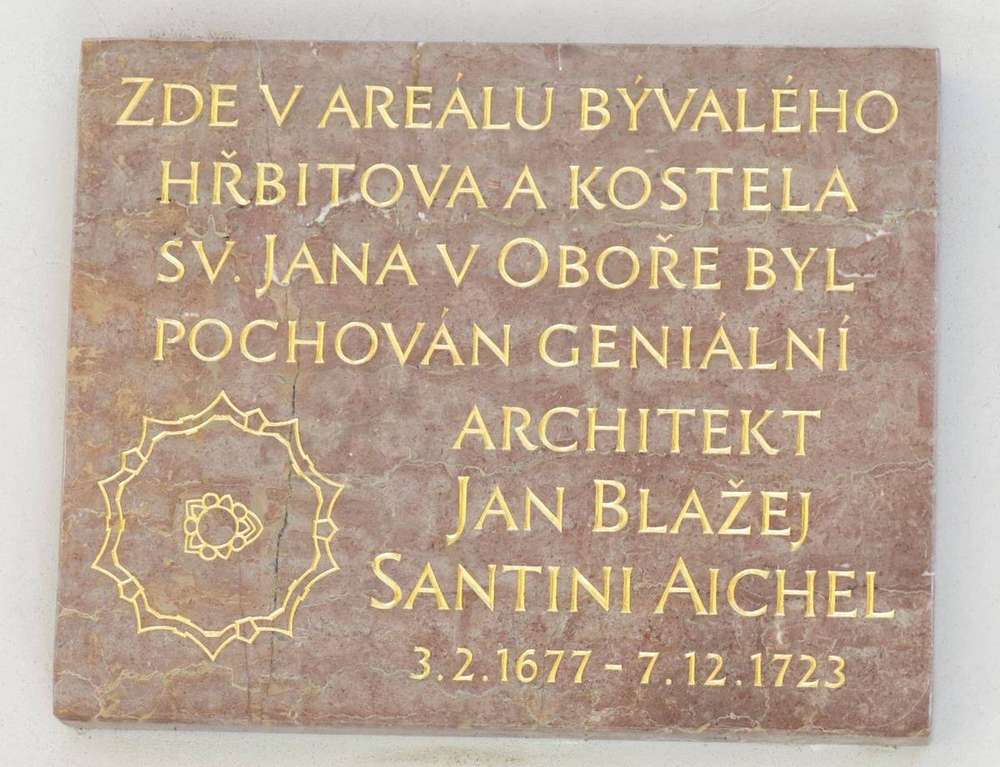 ZDE V AREÁLU BÝVALÉHO
HŘBITOVA A KOSTELA
SV. JANA V OBOŘE BYL
POCHOVÁN GENIÁLNÍ
ARCHITEKT
JAN BLAŽEJ
SANTINI AICHEL
3.2.1677 – 7.12.1723